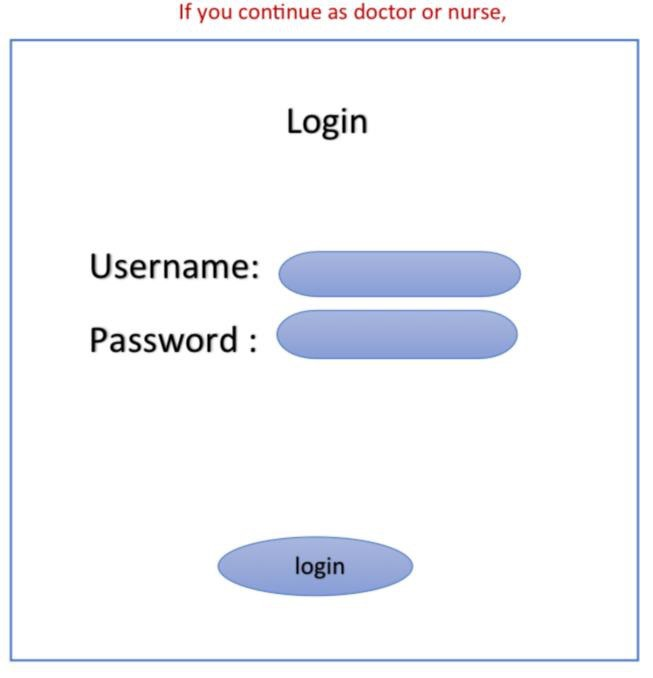 If you continue as doctor or nurse,
Login
Username:
Password :
login